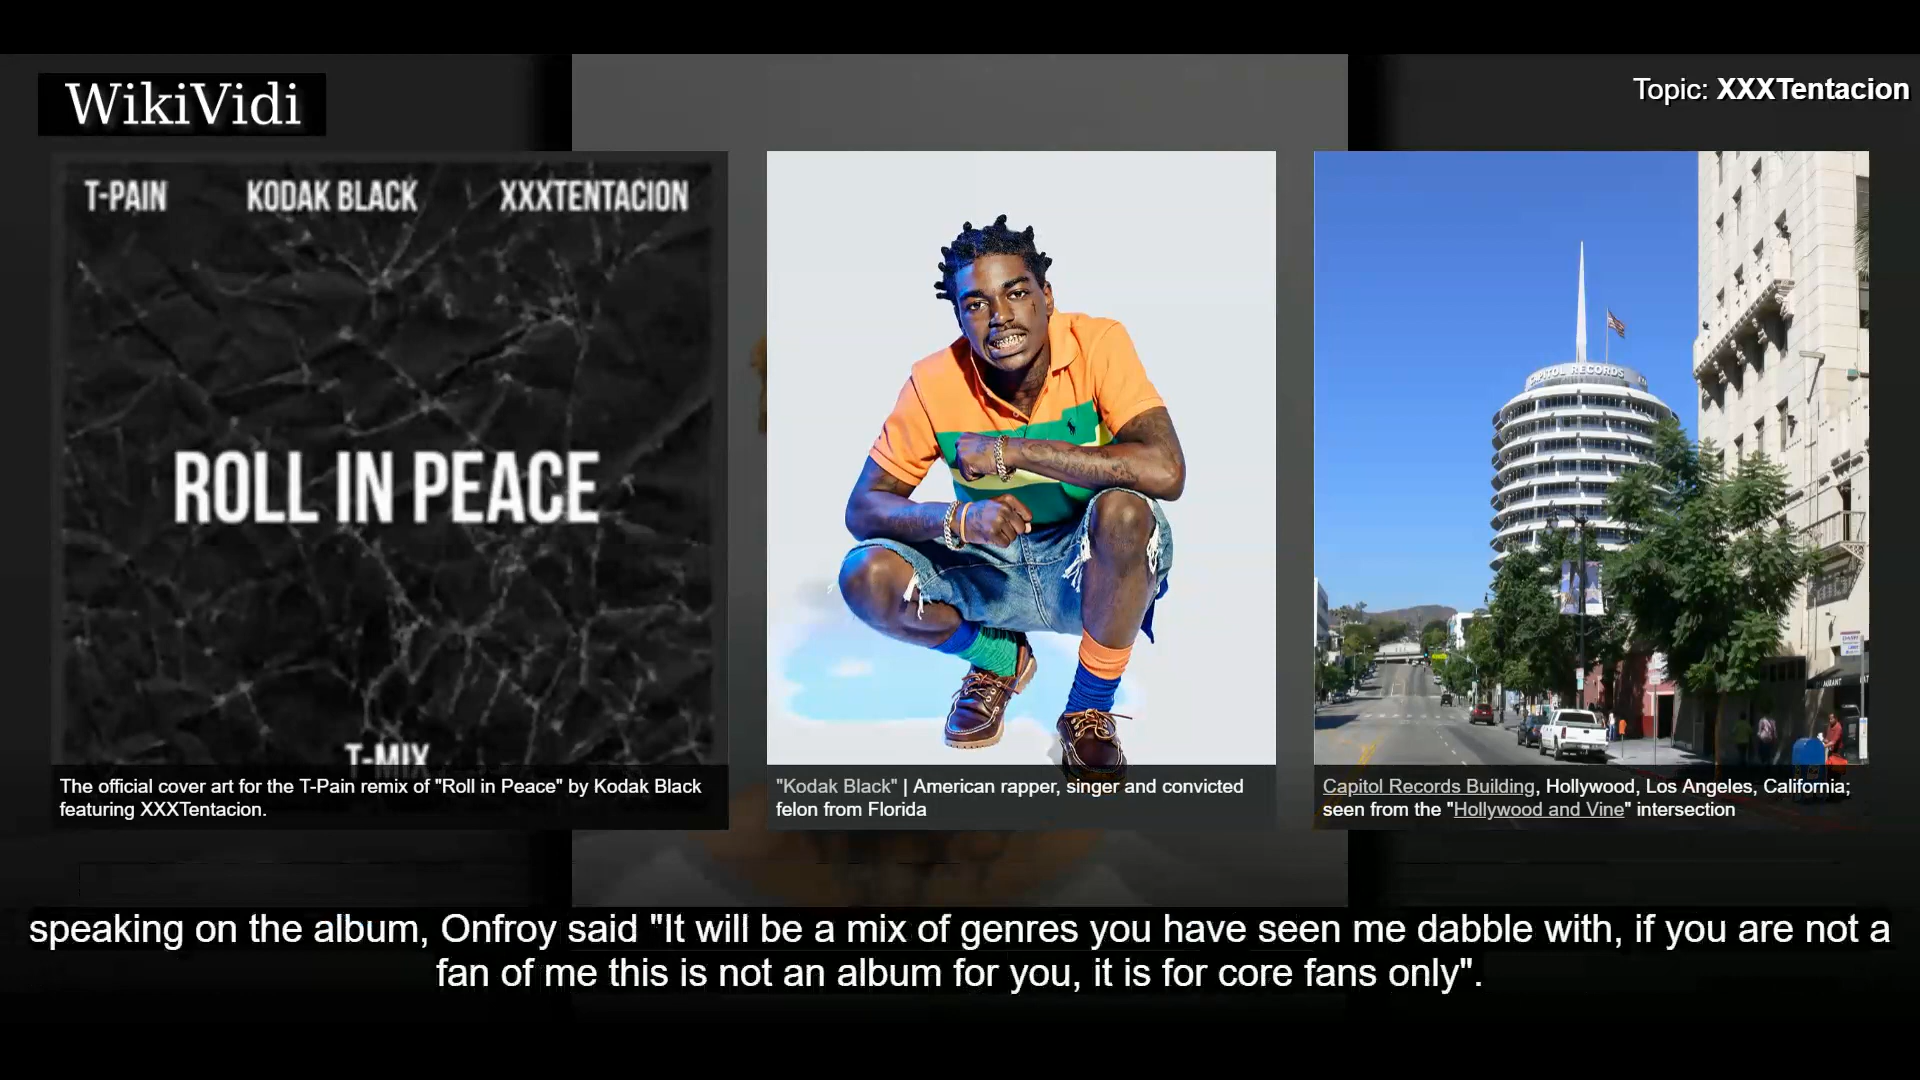 WikiVidi
Topic: XXXTentacion
T-PAIN KODAK BLACK XXXTENTACION
ROLL IN PEACE
T-MIX
The official cover art for the T-Pain remix of "Roll in Peace" by Kodak Black
featuring XXXTentacion.
"Kodak Black" | American rapper, singer and convicted
felon from Florida
CAPITOL RECORDS
Capitol Records Building, Hollywood, Los Angeles, California;
seen from the "Hollywood and Vine" intersection
speaking on the album, Onfroy said "It will be a mix of genres you have seen me dabble with, if you are not a
fan of me this is not an album for you, it is for core fans only".